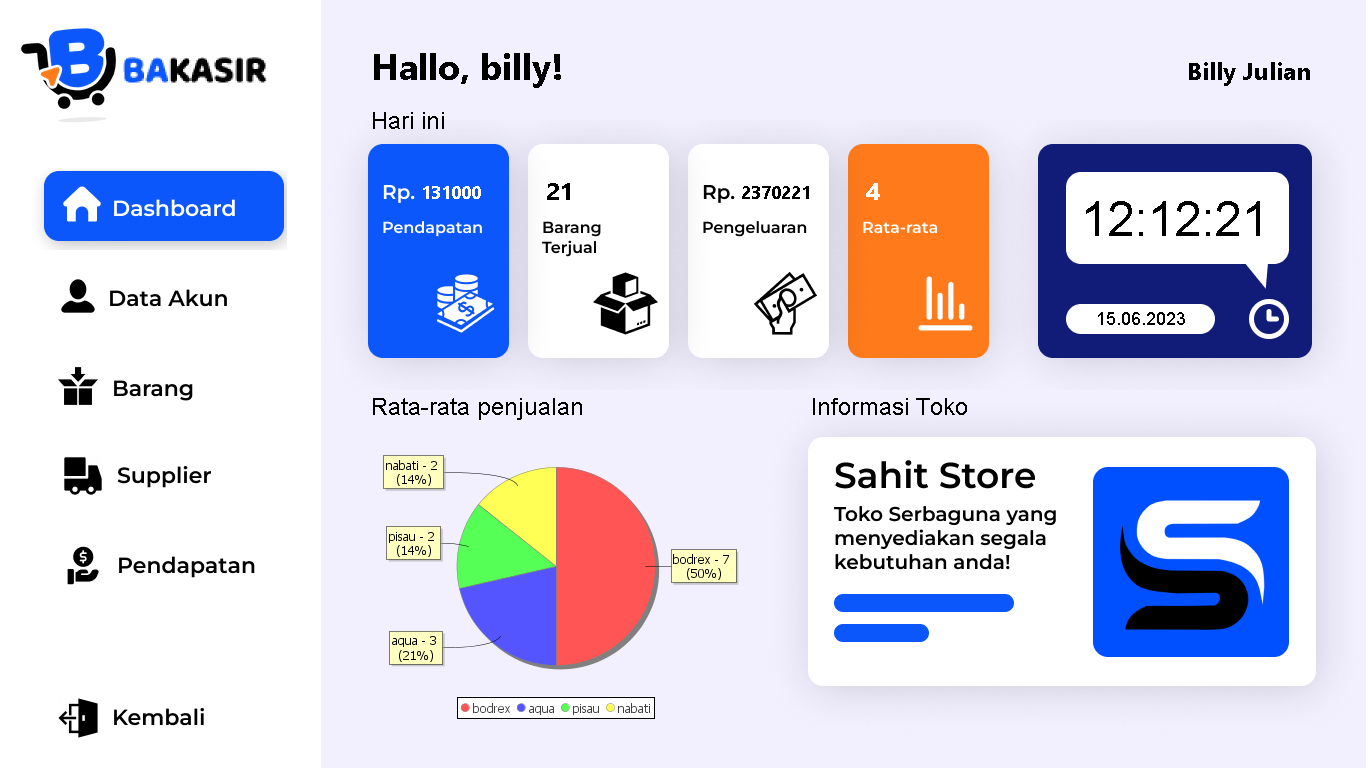 BAKASIR
Dashboard
Data Akun
Barang
Supplier
Pendapatan
Kembali
Hallo, billy!
Billy Julian
Hari ini
Rp. 131000
Pendapatan
21
Barang
Terjual
Rp. 2370221
Pengeluaran
4
Rata-rata
12:12:21
15.06.2023
Rata-rata penjualan
nabati - 2
(14%)
pisau - 2
(14%)
bodrex - 7
(50%)
aqua - 3
(21%)
bodrex aqua pisau nabati
Informasi Toko
Sahit Store
Toko Serbaguna yang
menyediakan segala
kebutuhan anda!